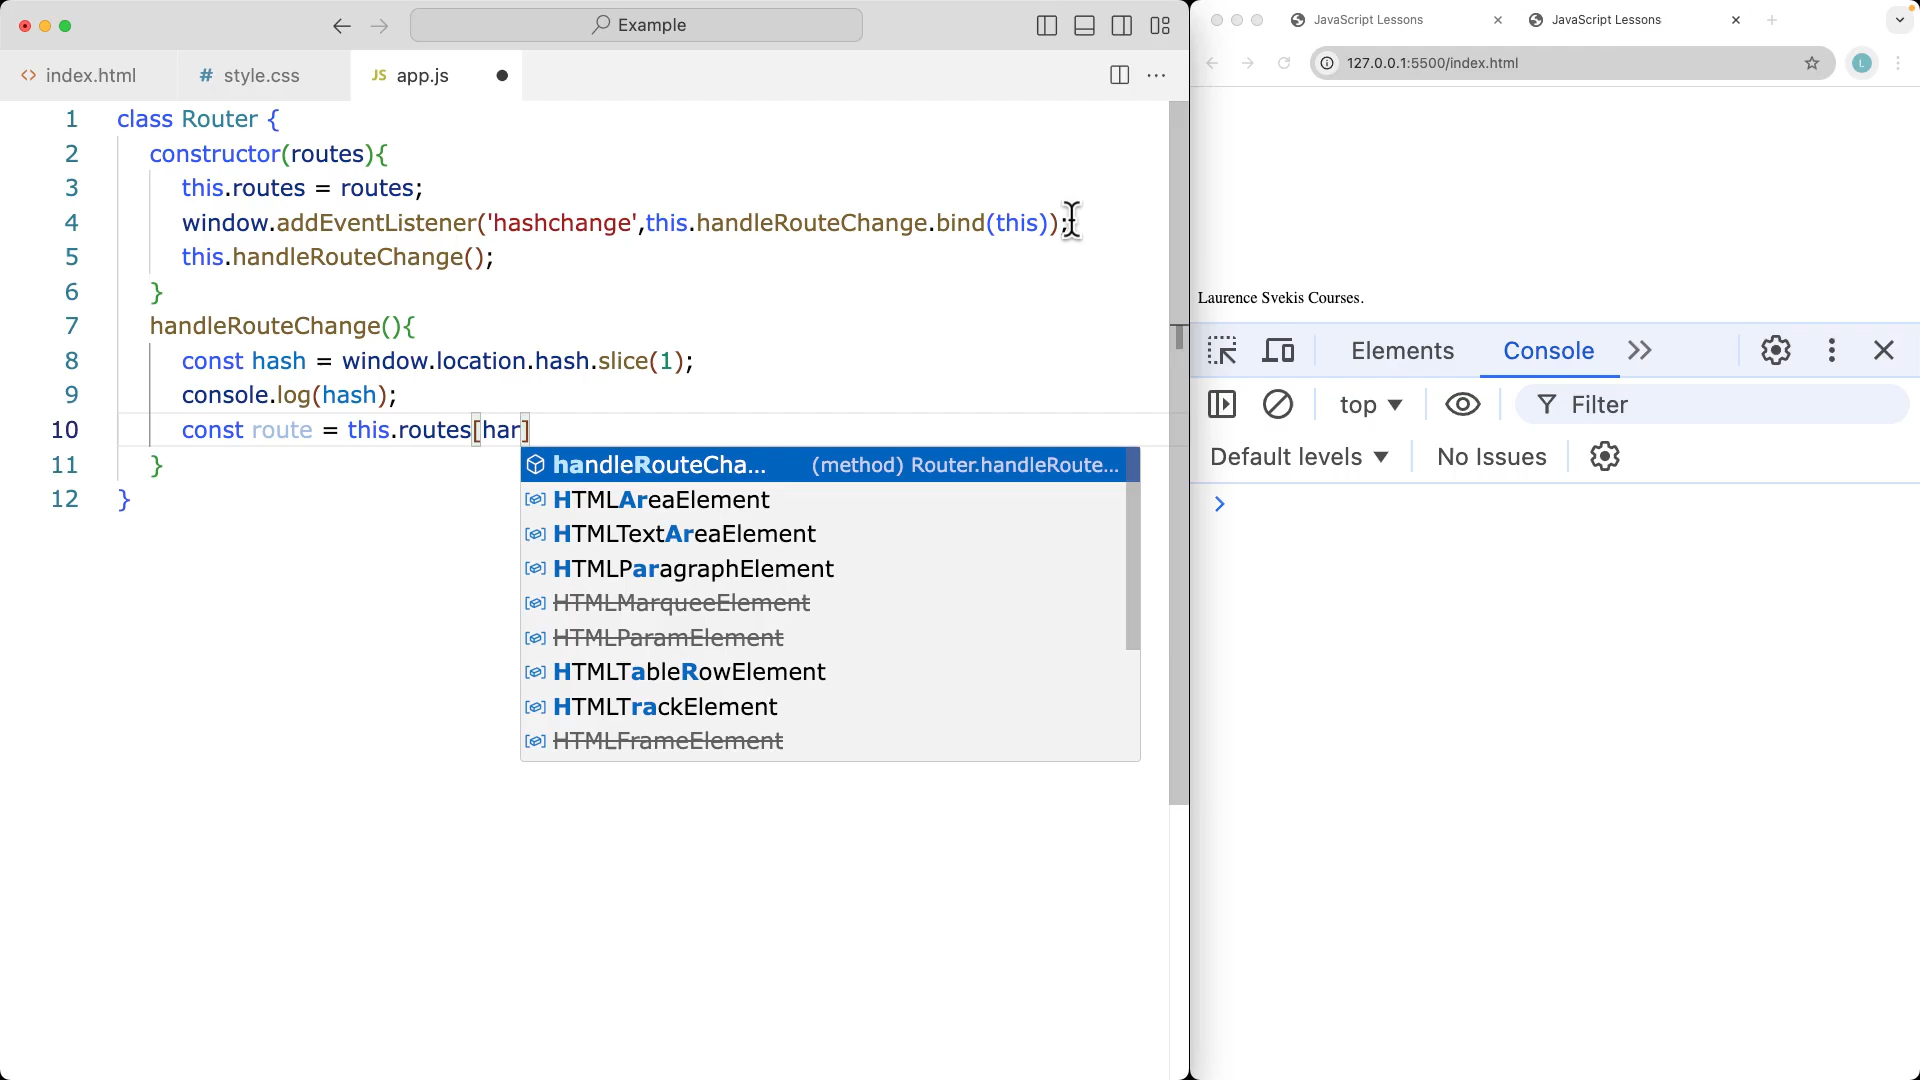 Example
index.html
style.css
app.js
1 class Router {
2 constructor(routes){
3 this.routes = routes;
4 window.addEventListener('hashchange',this.handleRouteChange.bind(this));
5 this.handleRouteChange();
6 }
7 handleRouteChange(){
8 const hash = window.location.hash.slice(1);
9 console.log(hash);
10 const route = this.routes[har]
11 }
12 }
handleRouteCha... (method) Router.handleRoute...
HTMLAreaElement
HTMLTextAreaElement
HTMLParagraphElement
HTMLMarqueeElement
HTMLParamElement
HTMLTableRowElement
HTMLTrackElement
HTMLFrameElement
JavaScript Lessons
JavaScript Lessons
127.0.0.1:5500/index.html
L
Laurence Svekis Courses.
Elements Console
top Filter
Default levels No Issues